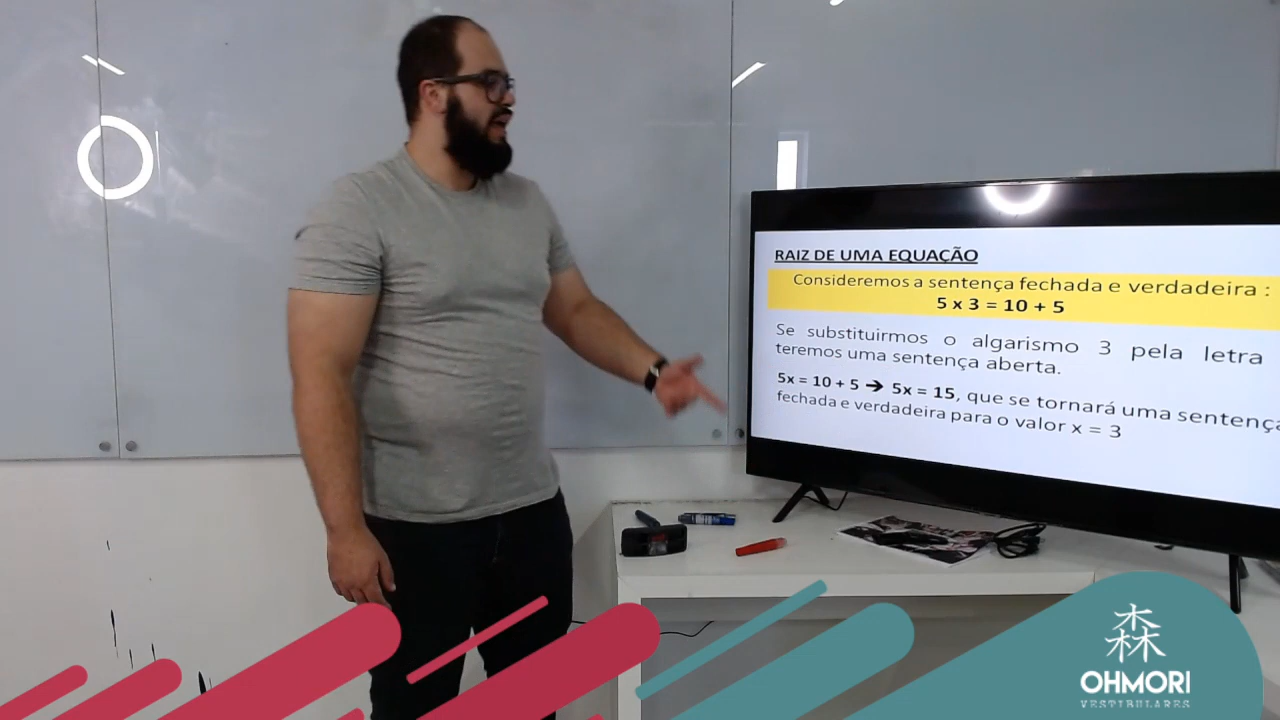 RAIZ DE UMA EQUAÇÃO
Consideremos a sentença fechada e verdadeira :
5 x 3 = 10 + 5
Se substituirmos o algarismo 3 pela letra
teremos uma sentença aberta.
5x = 10 + 5 → 5x = 15, que se tornará uma sentença
fechada e verdadeira para o valor x = 3
森
OHMORI
VESTIBULARES